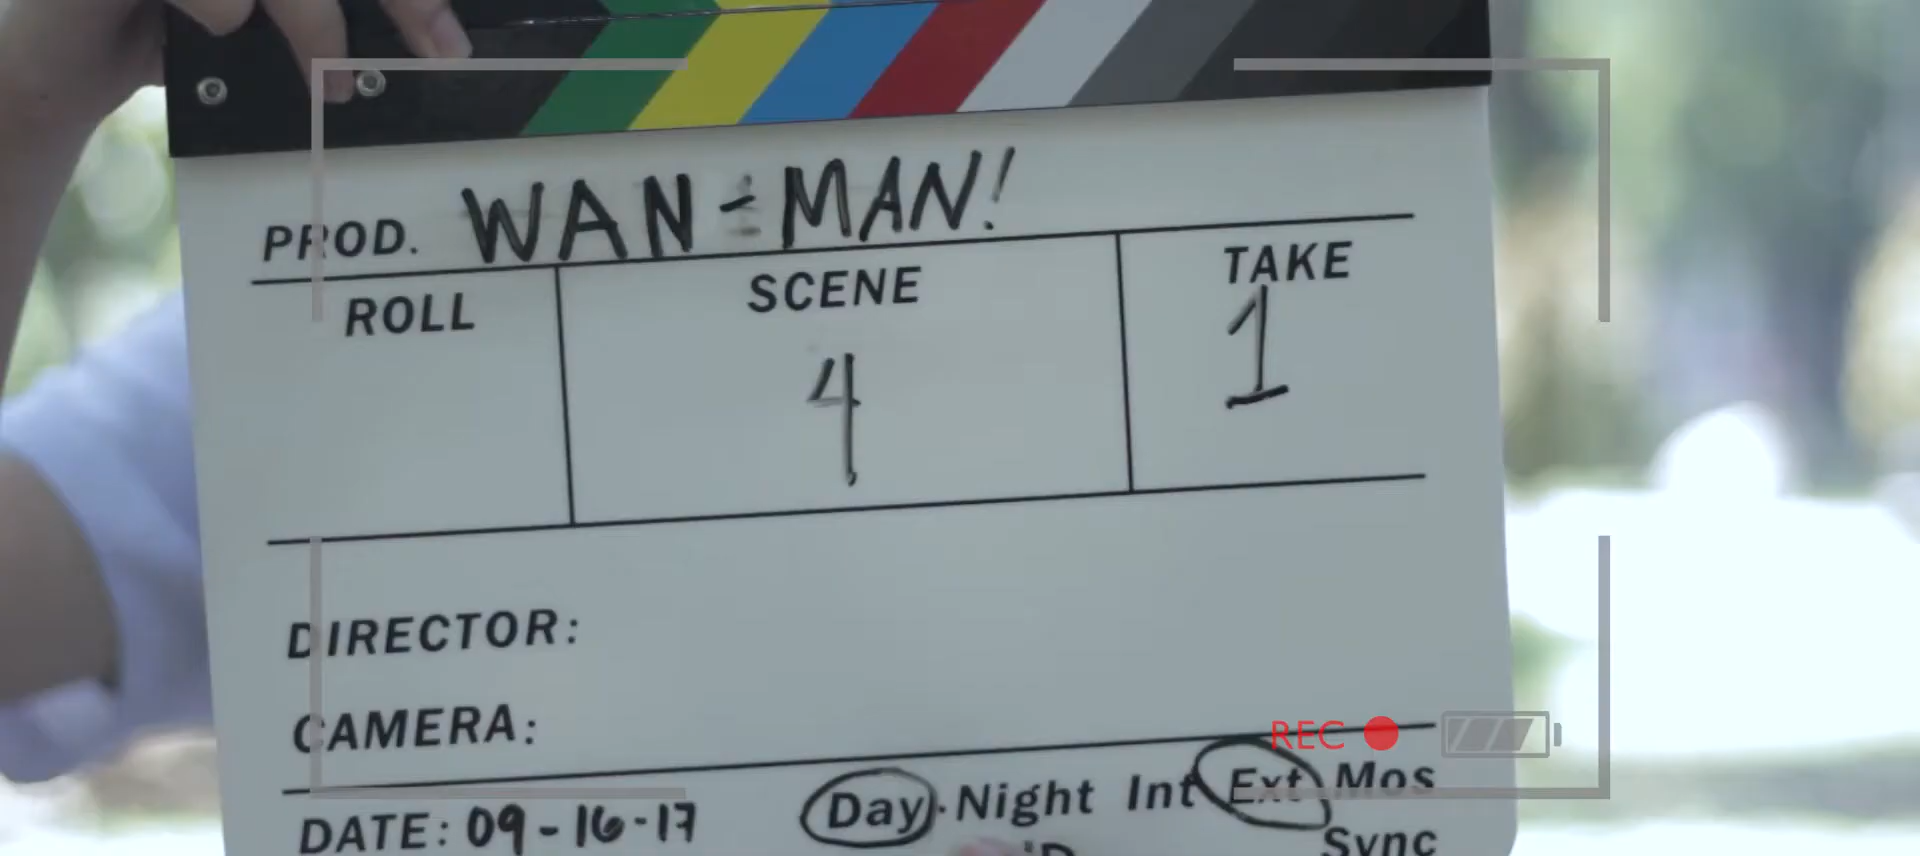 PROD. WAN-MAN!
ROLL SCENE TAKE
4 1
DIRECTOR:
CAMERA:
REC
DATE: 09-16-17 Day Night Int Ext Mos
Sync